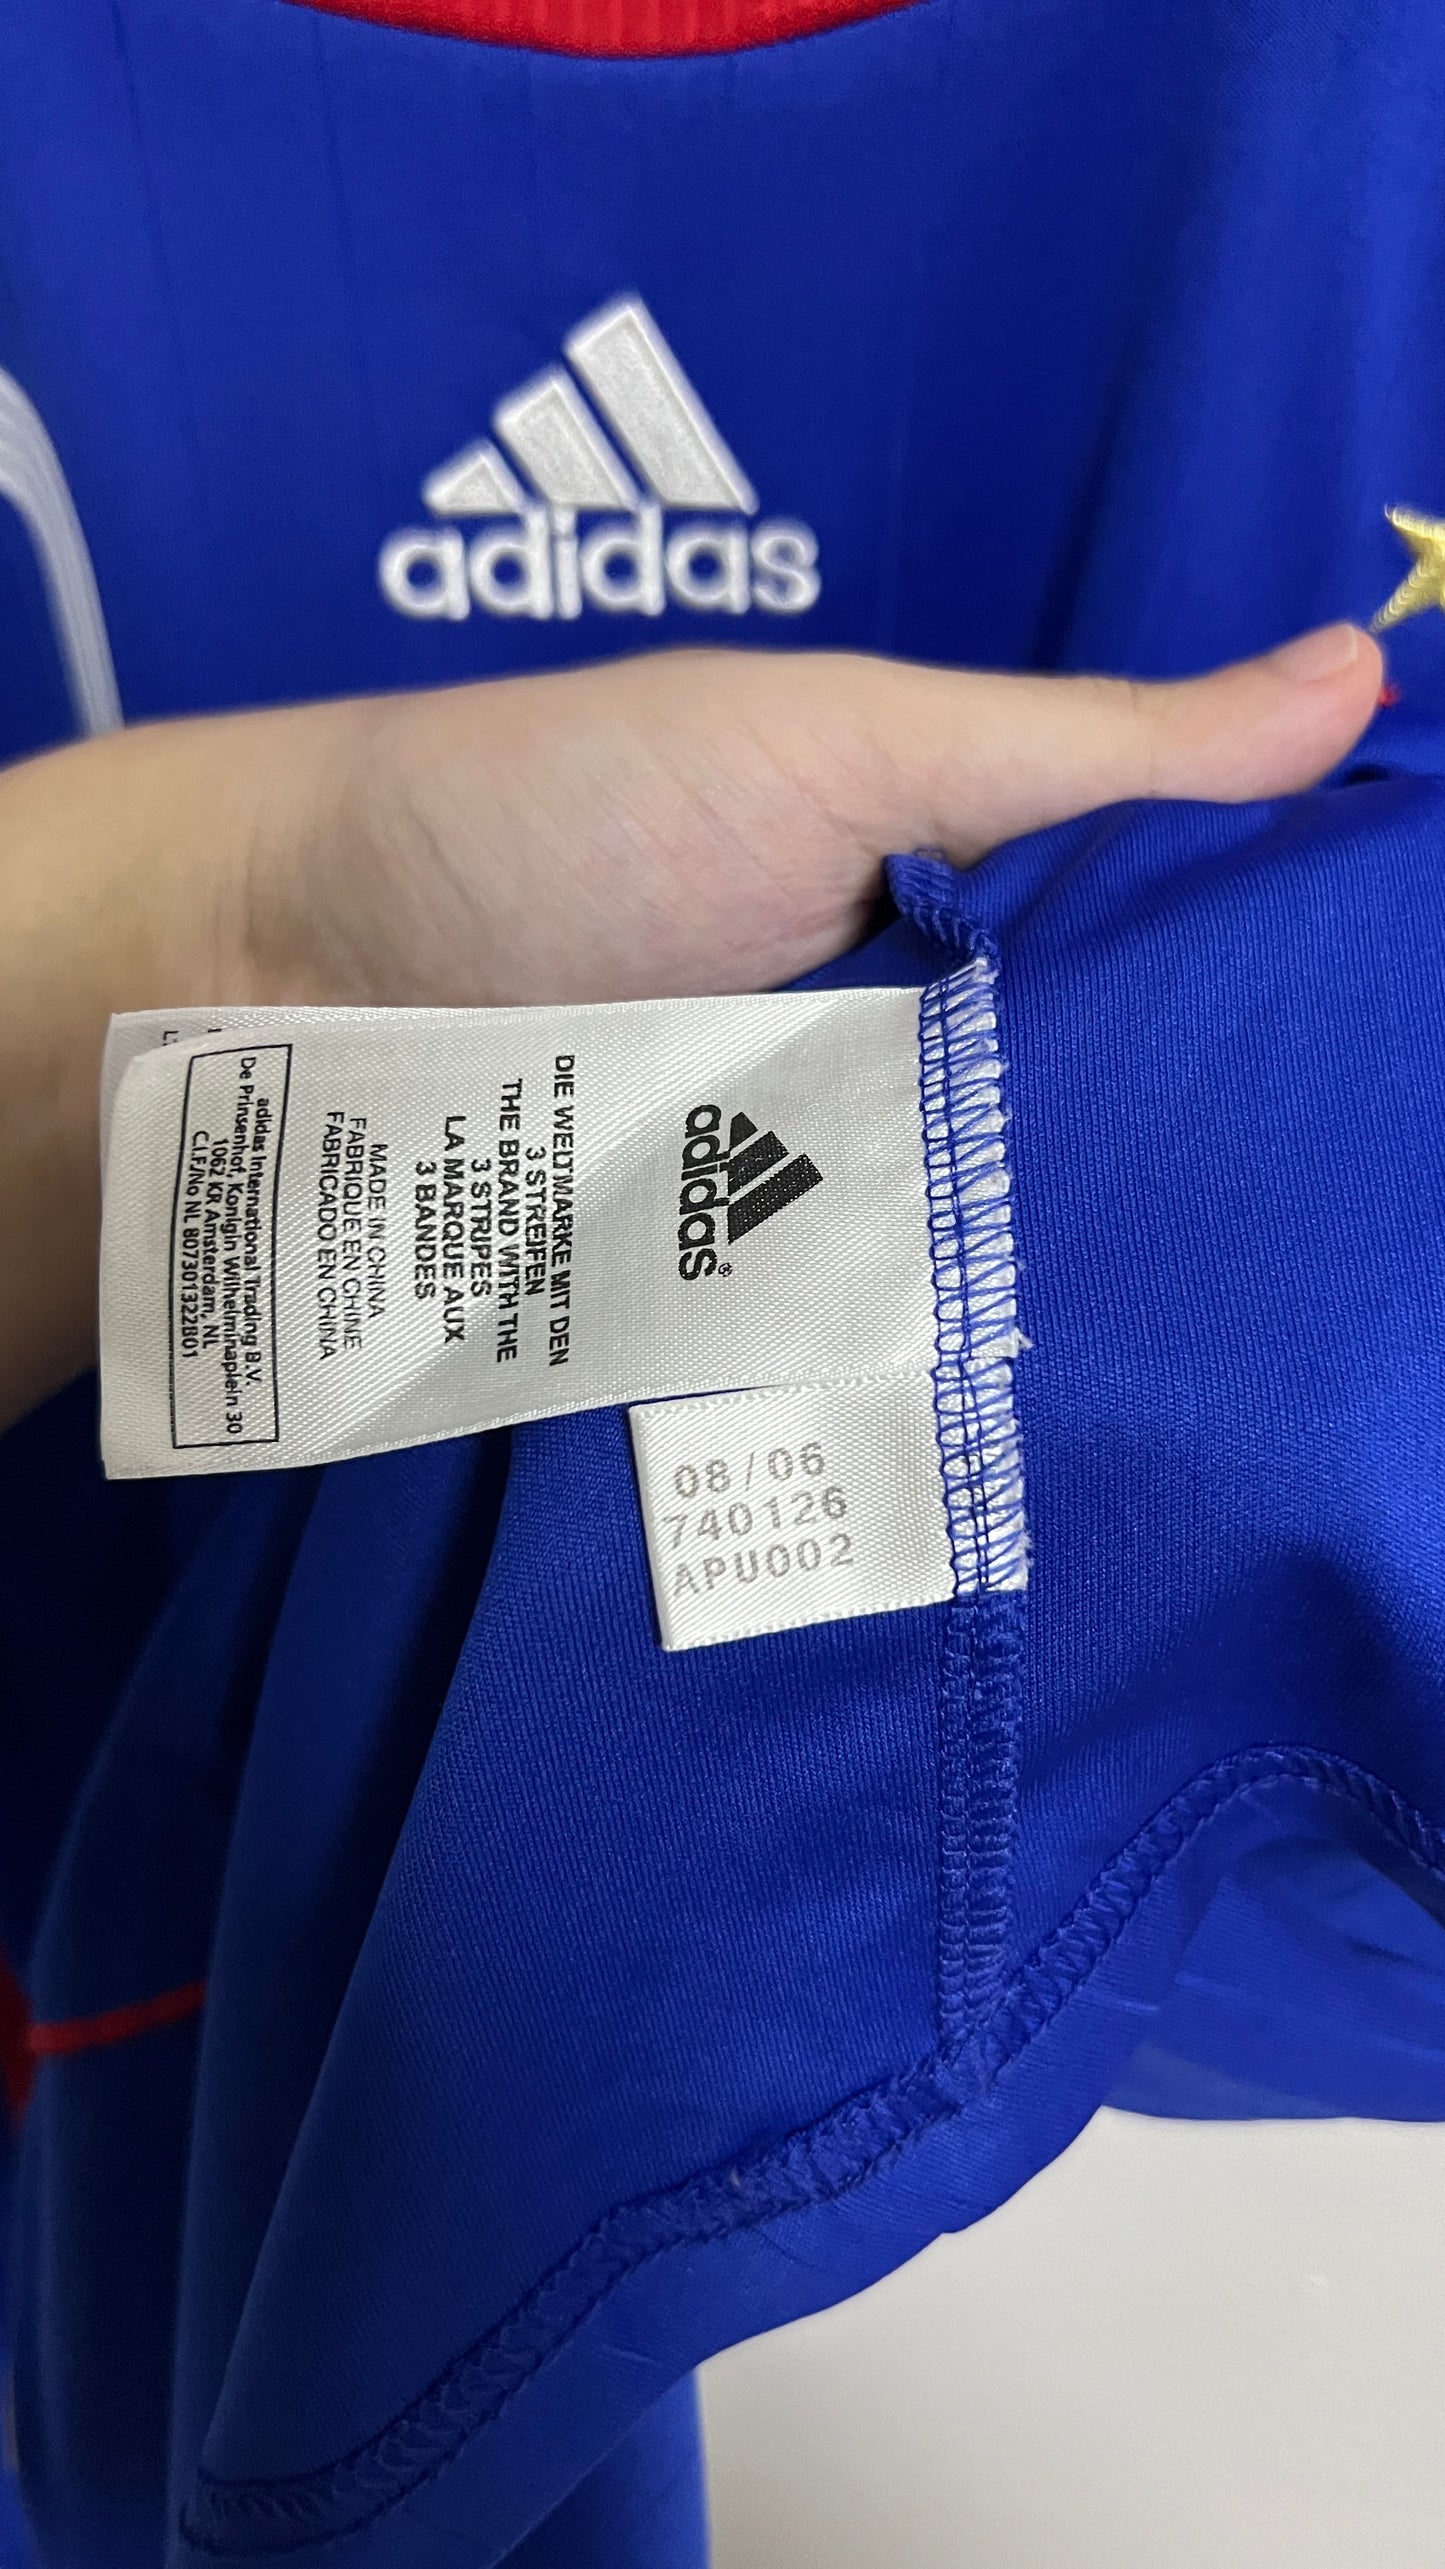 adidas
adidas®
DIE WELTMARKE MIT DEN
3 STREIFEN
THE BRAND WITH THE
3 STRIPES
LA MARQUE AUX
3 BANDES
MADE IN CHINA
FABRIQUE EN CHINE
FABRICADO EN CHINA
adidas International Trading B.V.
De Prinsenhof, Konigin Wilhelminaplein 30
1062 KR Amsterdam, NL
C.I.F/No NL 807301322B01
08/06
740126
APU002